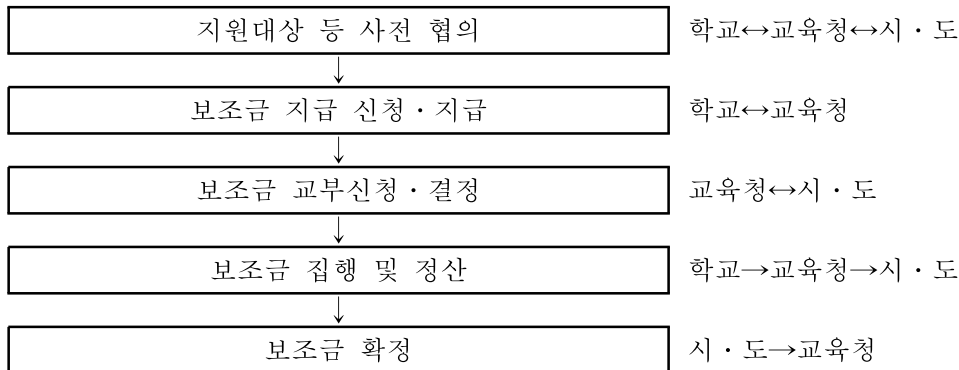 지원대상 등 사전 협의 학교↔교육청↔시·도
보조금 지급 신청·지급 학교↔교육청
보조금 교부신청·결정 교육청↔시·도
보조금 집행 및 정산 학교→교육청→시·도
보조금 확정 시·도→교육청